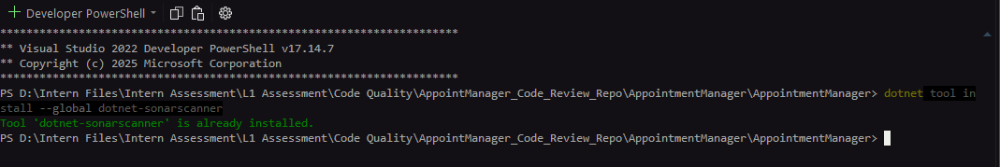 Developer PowerShell
**********************************************************************
** Visual Studio 2022 Developer PowerShell v17.14.7
** Copyright (c) 2025 Microsoft Corporation
**********************************************************************
PS D:\Intern Files\Intern Assessment\L1 Assessment\Code Quality\AppointManager_Code_Review_Repo\AppointmentManager\AppointmentManager> dotnet tool in
stall --global dotnet-sonarscanner
Tool 'dotnet-sonarscanner' is already installed.
PS D:\Intern Files\Intern Assessment\L1 Assessment\Code Quality\AppointManager_Code_Review_Repo\AppointmentManager\AppointmentManager>